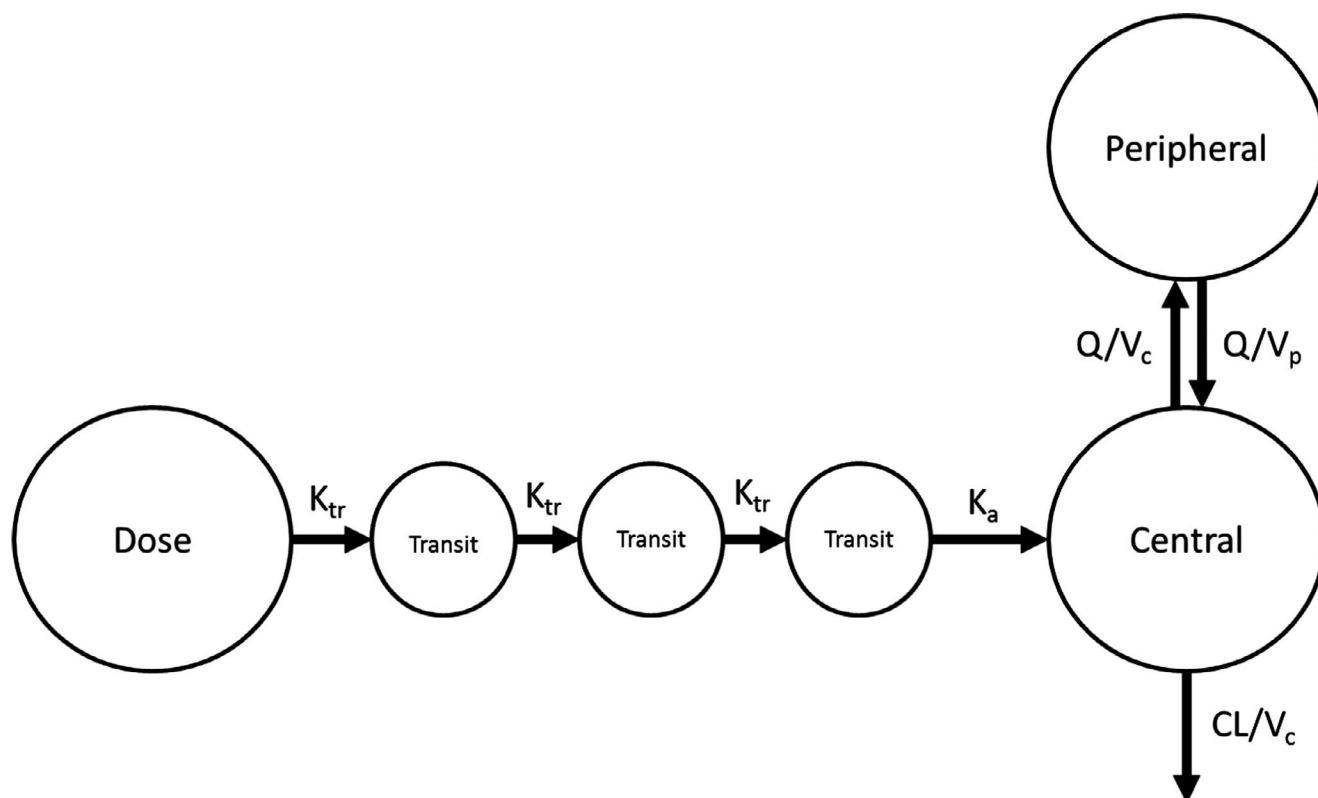 Peripheral
Q/Vc
Q/Vp
Dose
Ktr
Transit
Ktr
Transit
Ktr
Transit
Ka
Central
CL/Vc